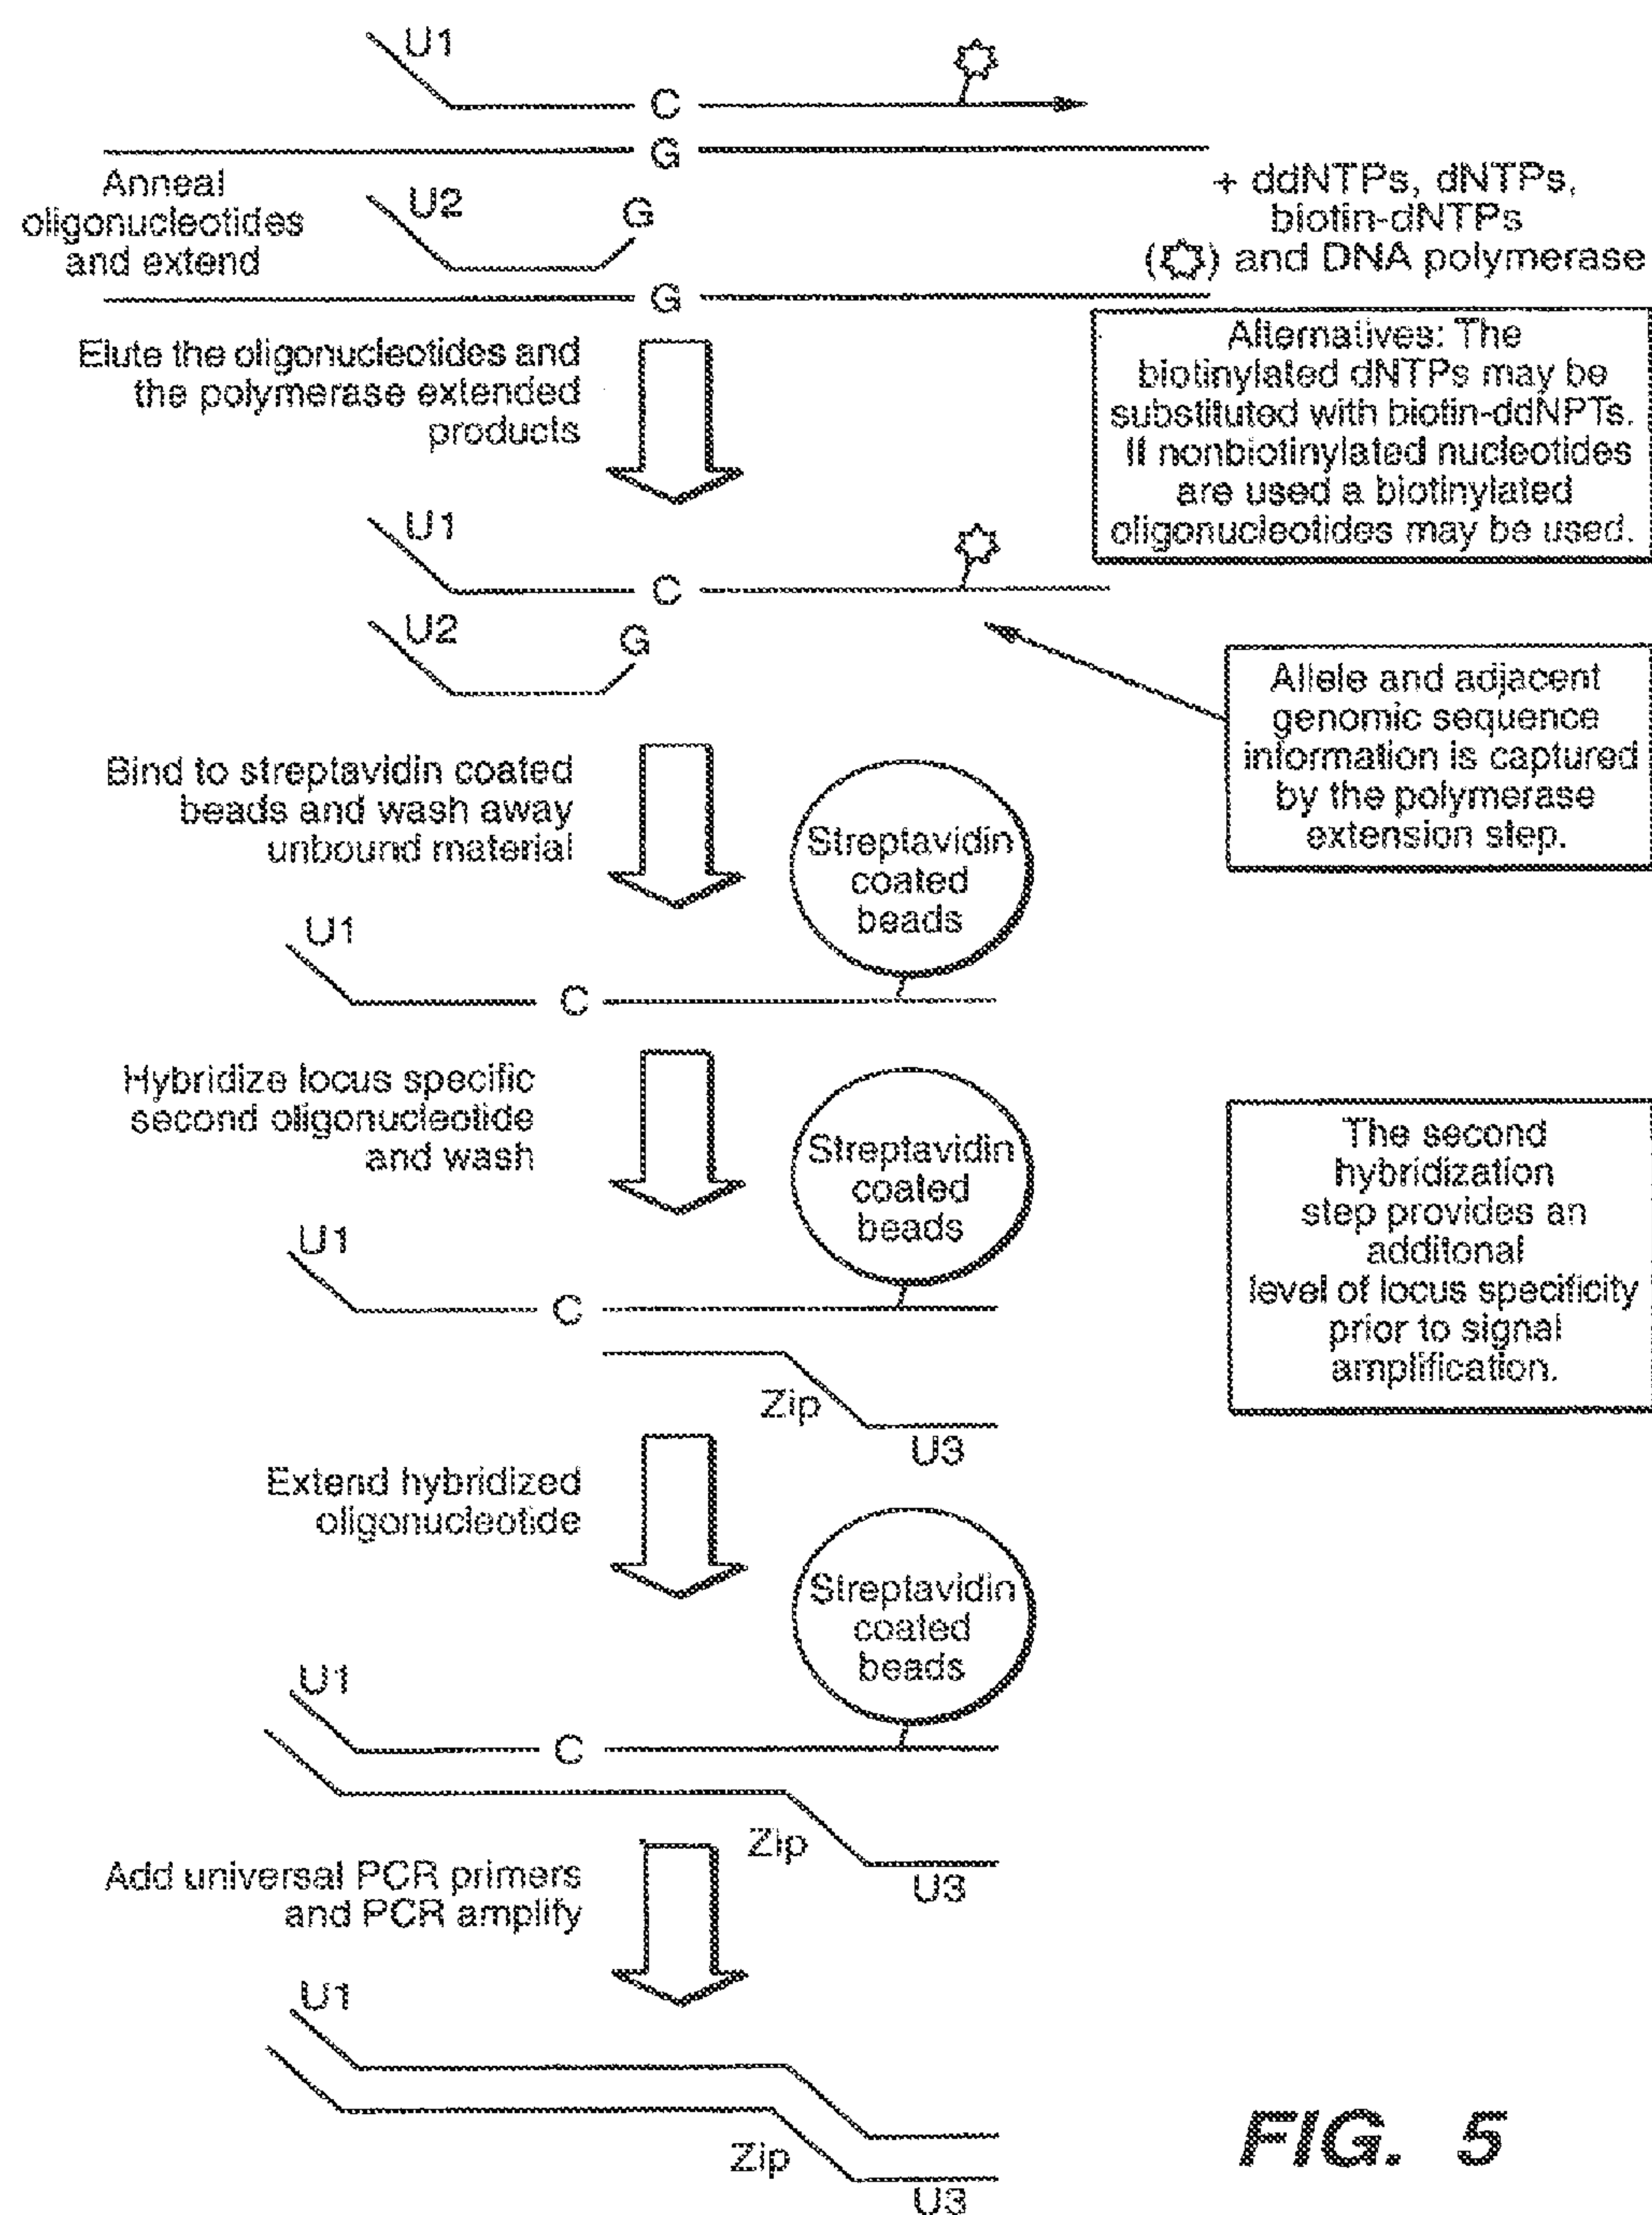 U1
C
G
Anneal
oligonucleotides
and extend
U2
G
G
+ ddNTPs, dNTPs,
biotin-dNTPs
( ) and DNA polymerase
Elute the oligonucleotides and
the polymerase extended
products
Alternatives: The
biotinylated dNTPs may be
substituted with biotin-ddNPTs.
If nonbiotinylated nucleotides
are used a biotinylated
oligonucleotides may be used.
U1
C
U2
G
Allele and adjacent
genomic sequence
information is captured
by the polymerase
extension step.
Bind to streptavidin coated
beads and wash away
unbound material
Streptavidin
coated
beads
U1
C
Hybridize locus specific
second oligonucleotide
and wash
Streptavidin
coated
beads
The second
hybridization
step provides an
additonal
level of locus specificity
prior to signal
amplification.
U1
C
Zip
U3
Extend hybridized
oligonucleotide
Streptavidin
coated
beads
U1
C
Zip
U3
Add universal PCR primers
and PCR amplify
U1
Zip
U3
FIG. 5